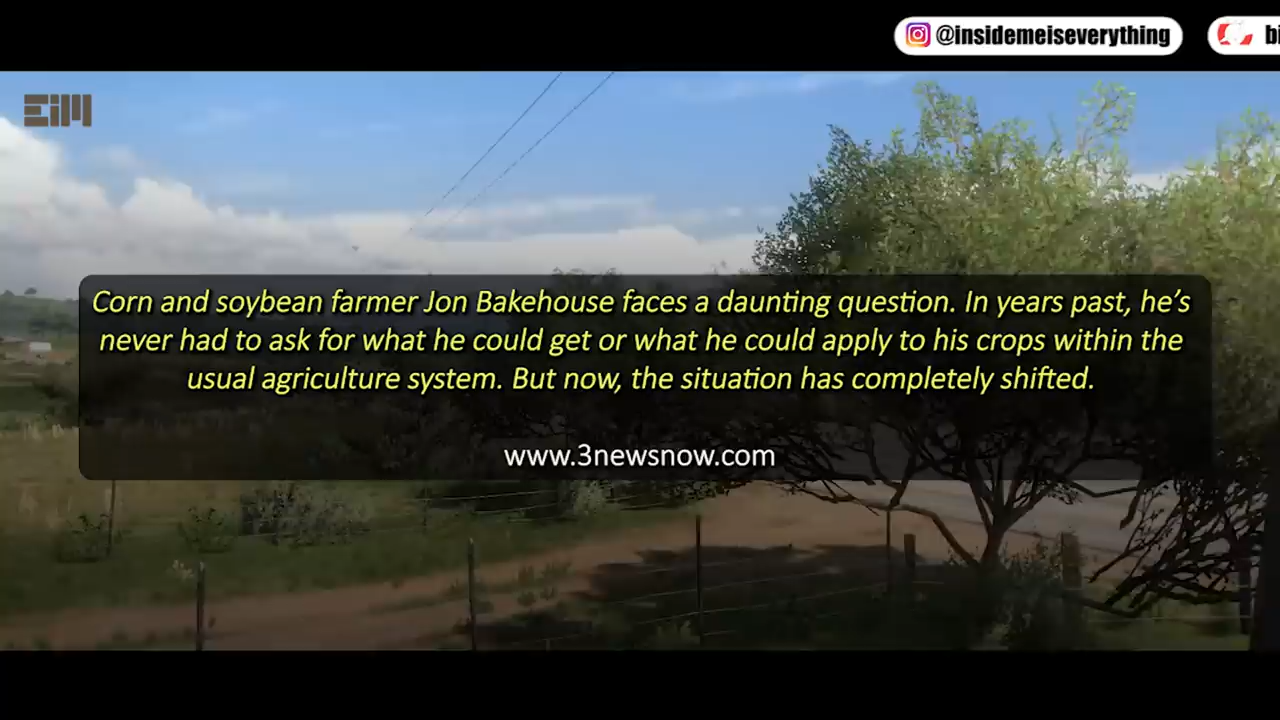 @insidemeiseverything
bi
EiM
Corn and soybean farmer Jon Bakehouse faces a daunting question. In years past, he’s
never had to ask for what he could get or what he could apply to his crops within the
usual agriculture system. But now, the situation has completely shifted.
www.3newsnow.com